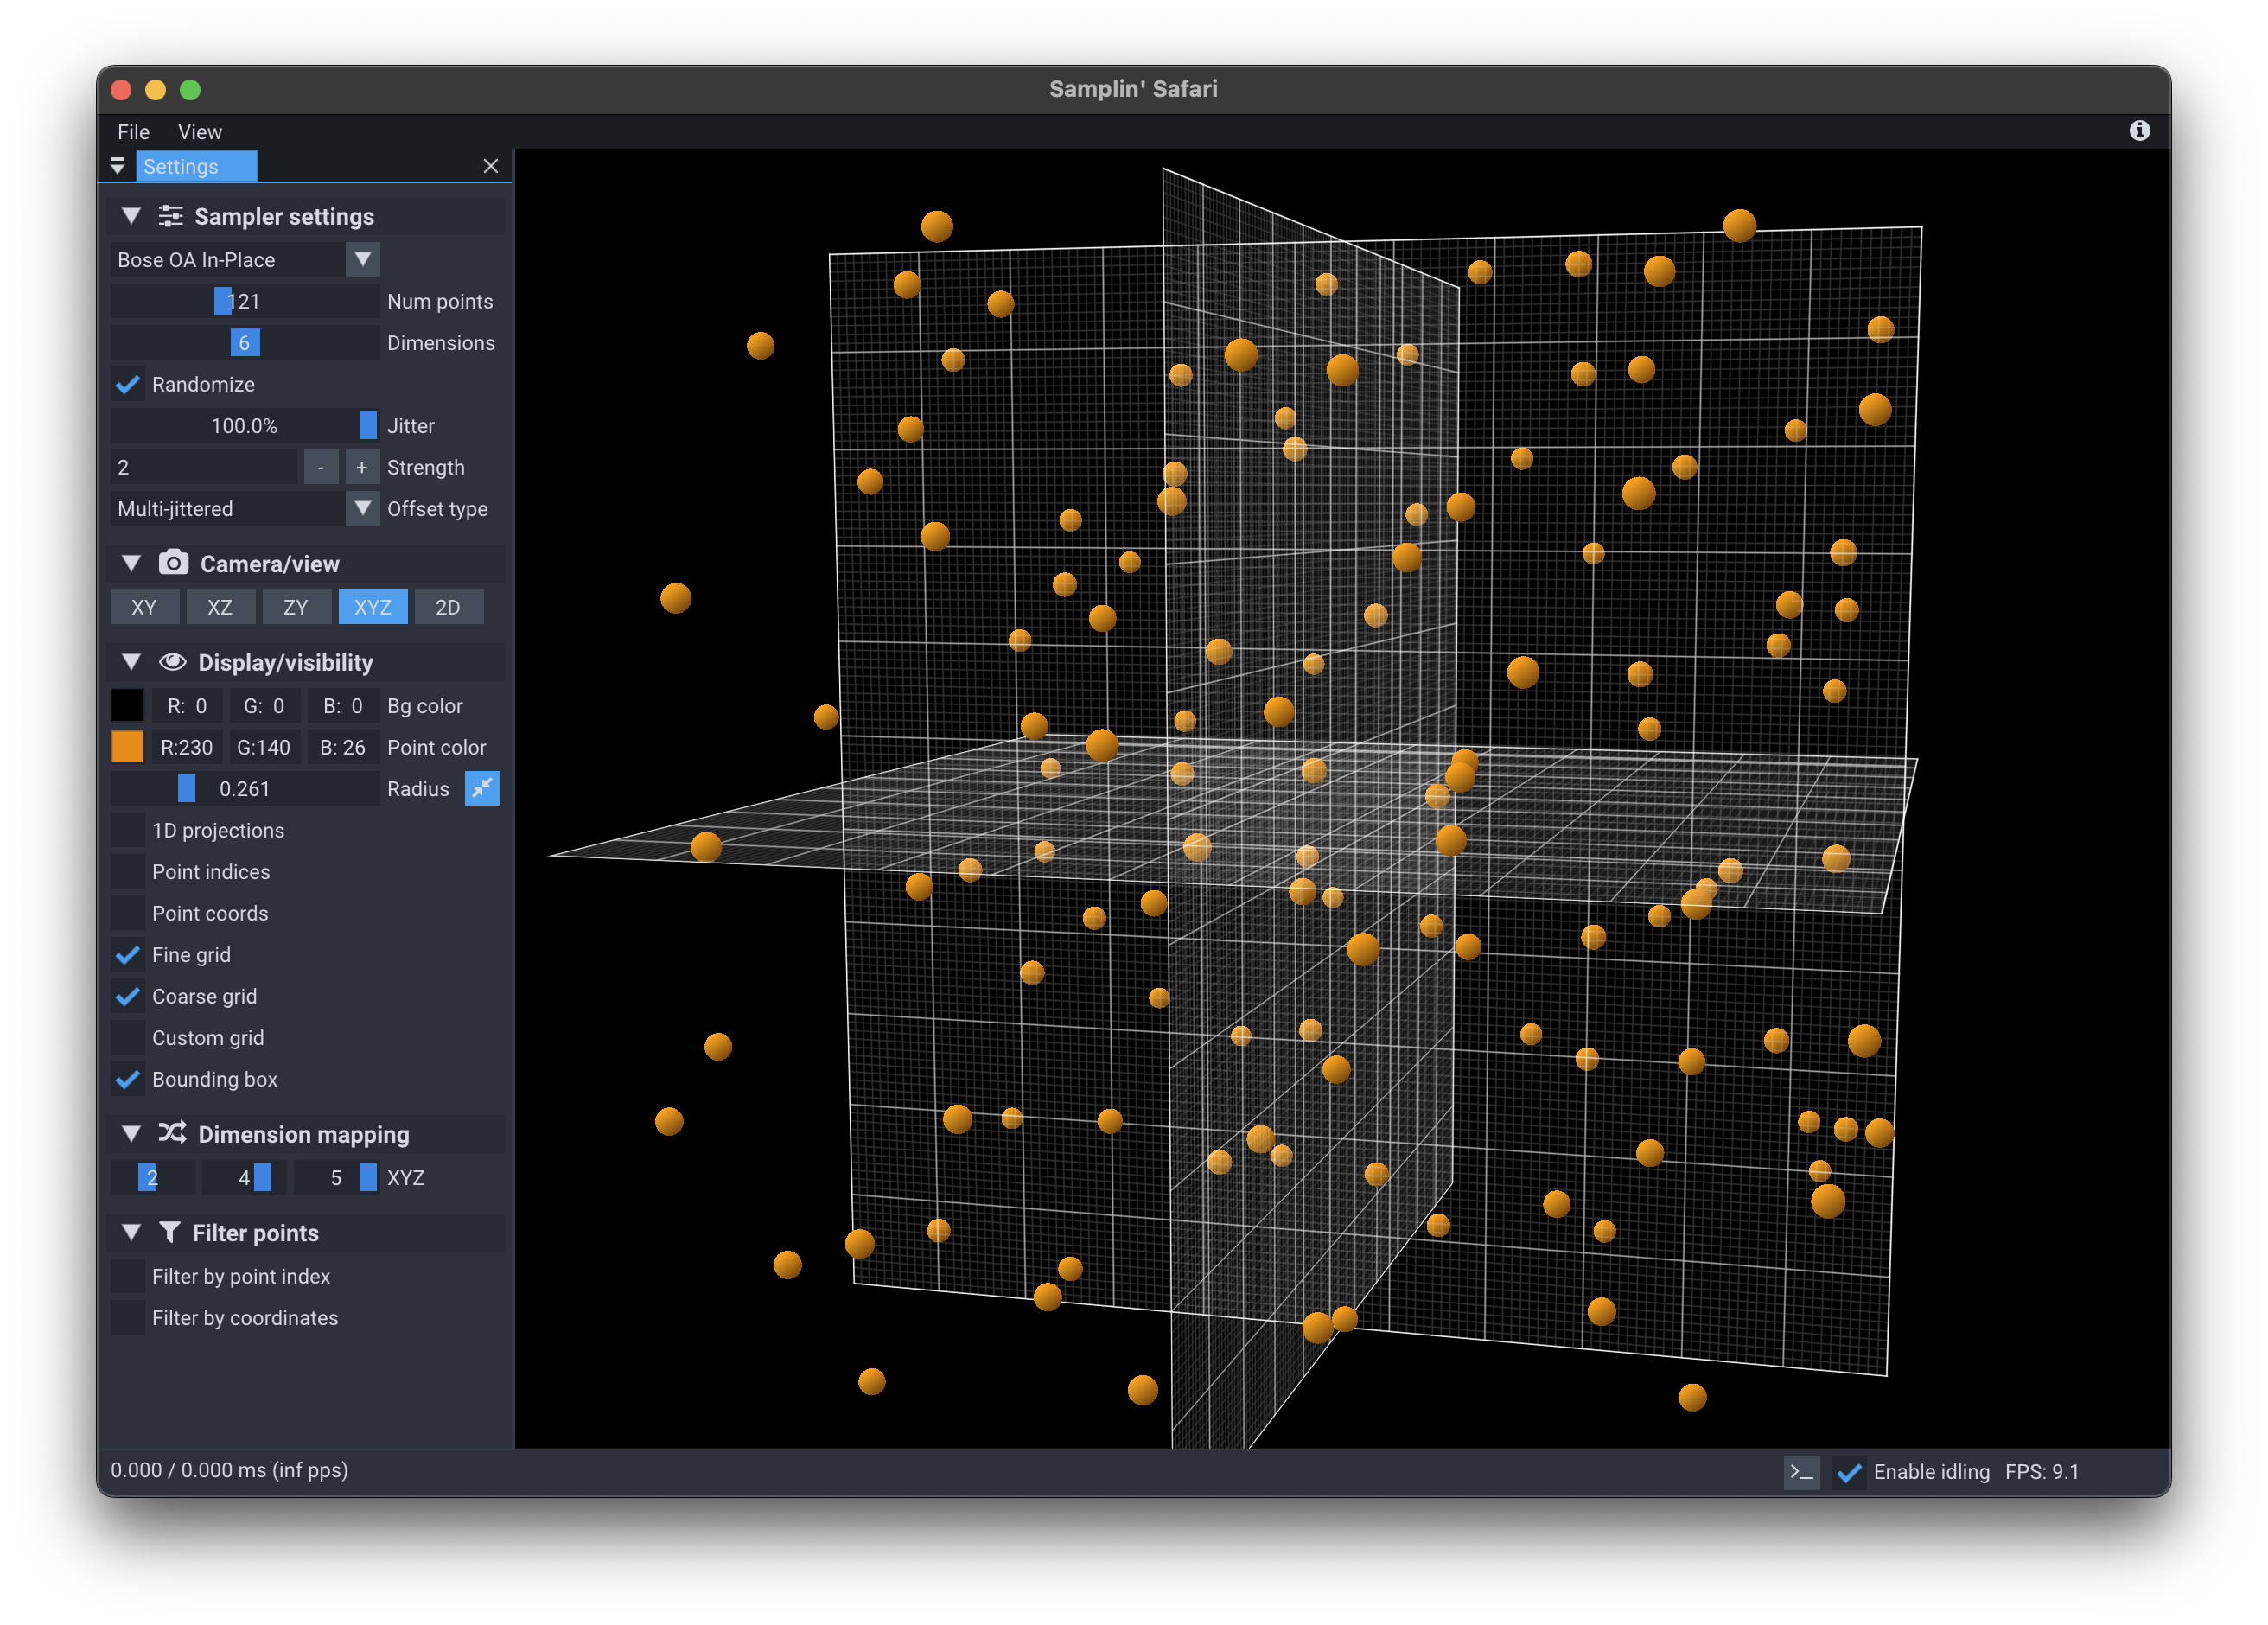 Samplin' Safari
File View
Settings
Sampler settings
Bose OA In-Place
121 Num points
6 Dimensions
Randomize
100.0% Jitter
2 - + Strength
Multi-jittered Offset type
Camera/view
XY XZ ZY XYZ 2D
Display/visibility
R: 0 G: 0 B: 0 Bg color
R:230 G:140 B: 26 Point color
0.261 Radius
1D projections
Point indices
Point coords
Fine grid
Coarse grid
Custom grid
Bounding box
Dimension mapping
2 4 5 XYZ
Filter points
Filter by point index
Filter by coordinates
0.000 / 0.000 ms (inf pps) >_ Enable idling FPS: 9.1